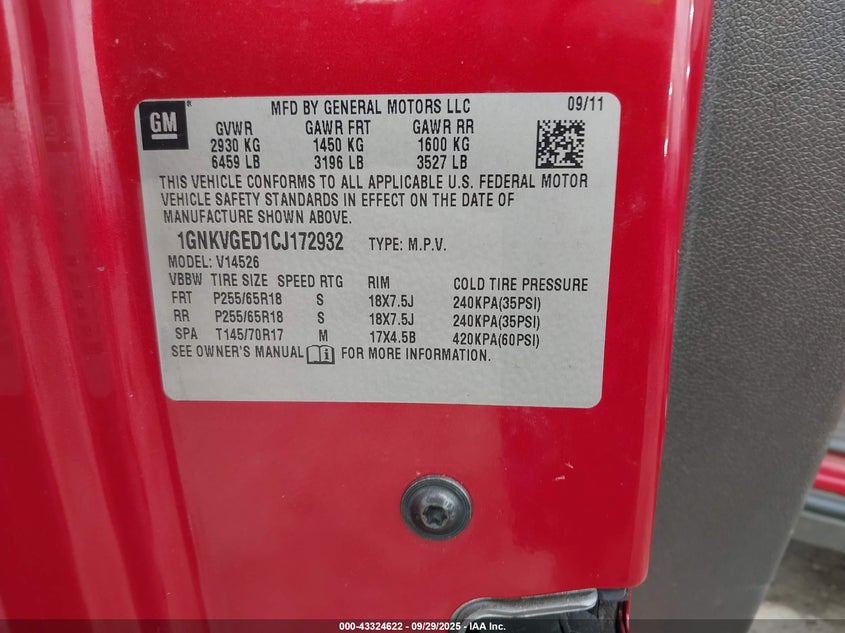 GM
MFD BY GENERAL MOTORS LLC 09/11
GVWR GAWR FRT GAWR RR
2930 KG 1450 KG 1600 KG
6459 LB 3196 LB 3527 LB
THIS VEHICLE CONFORMS TO ALL APPLICABLE U.S. FEDERAL MOTOR
VEHICLE SAFETY STANDARDS IN EFFECT ON THE DATE OF
MANUFACTURE SHOWN ABOVE.
1GNKVGED1CJ172932 TYPE: M.P.V.
MODEL: V14526
VBBW TIRE SIZE SPEED RTG RIM COLD TIRE PRESSURE
FRT P255/65R18 S 18X7.5J 240KPA(35PSI)
RR P255/65R18 S 18X7.5J 240KPA(35PSI)
SPA T145/70R17 M 17X4.5B 420KPA(60PSI)
SEE OWNER'S MANUAL i FOR MORE INFORMATION.
000-43324622 - 09/29/2025 - IAA Inc.